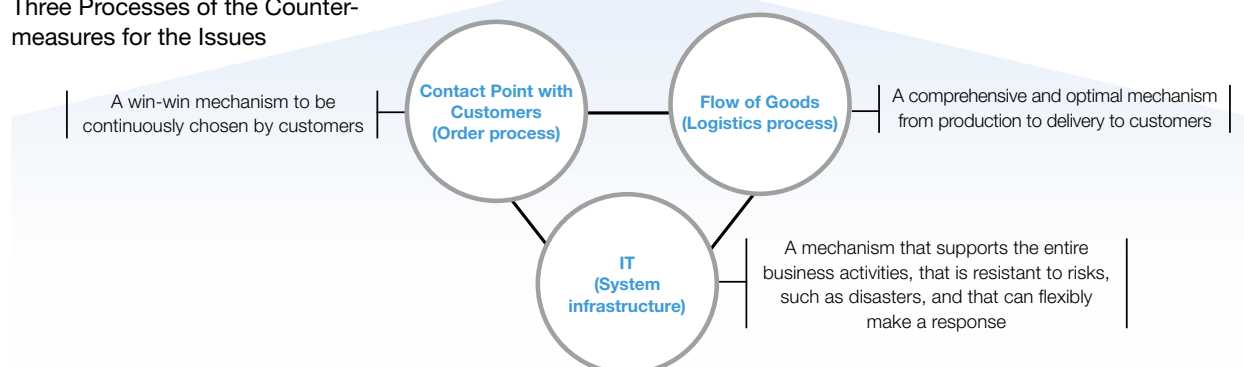 Three Processes of the Counter-
measures for the Issues
A win-win mechanism to be
continuously chosen by customers
Contact Point with
Customers
(Order process)
Flow of Goods
(Logistics process)
A comprehensive and optimal mechanism
from production to delivery to customers
IT
(System
infrastructure)
A mechanism that supports the entire
business activities, that is resistant to risks,
such as disasters, and that can flexibly
make a response